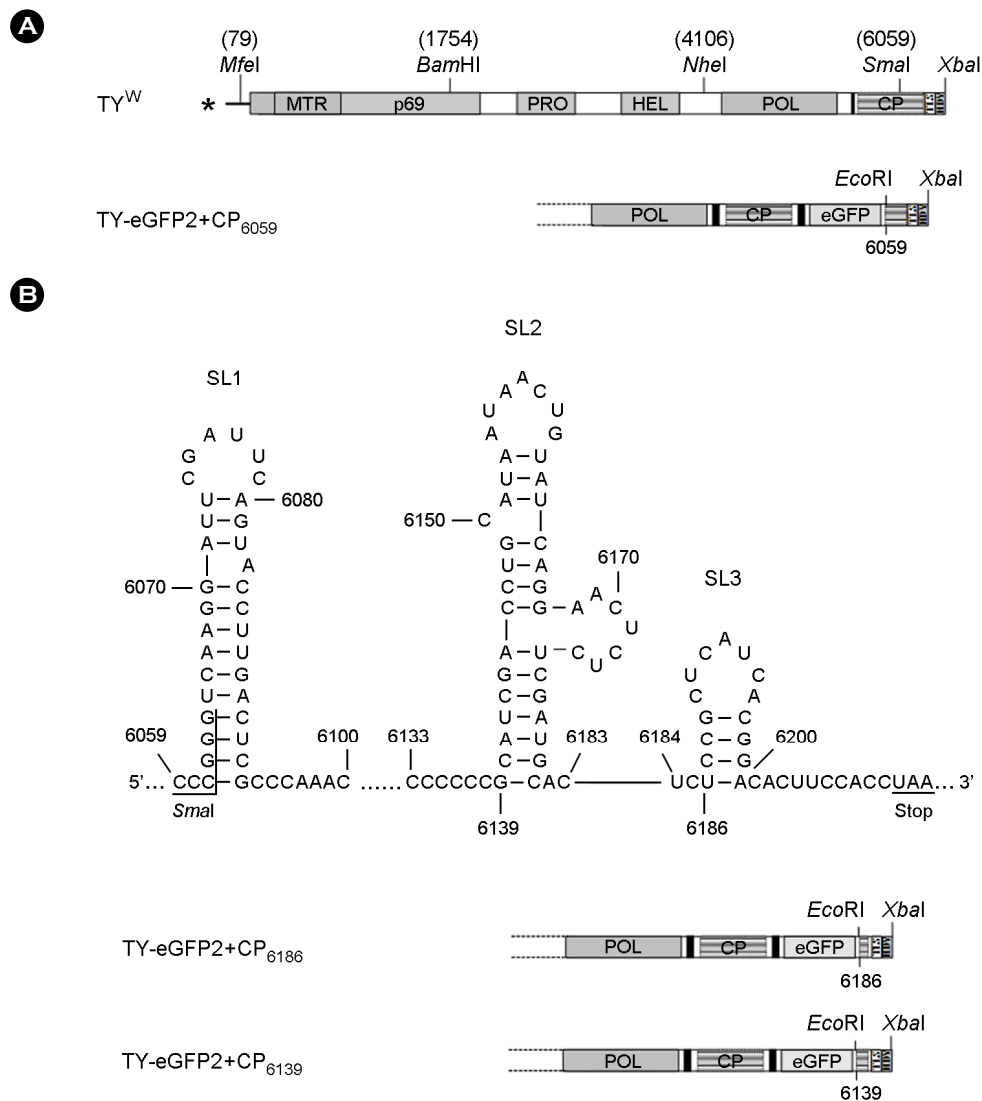 A
(79) (1754) (4106) (6059)
MfeI BamHI NheI SmaI XbaI
TYW * MTR p69 PRO HEL POL CP
EcoRI XbaI
TY-eGFP2+CP6059 POL CP eGFP
6059
B
SL2
SL1
A A C
A U U U
G U A G
C C A – U
U – A – 6080 U – A
U – G A – U
A U 6150 – C
A G – C 6170
6070 – G – C U A SL3
G – C C – G A
A – U C – G – A C
A – U U A
A – U A – U – C U C C U
C – G G – C U C
U – A C – G C A
G – C U – A G – C
6059 G – U 6100 6133 A – U 6183 6184 C – G 6200
G – C C – G C – G
5'... CCC – GCCCAAAC ...... CCCCCCG – CAC UCU – ACACUUCCACCUAA... 3'
SmaI 6139 6186 Stop
EcoRI XbaI
TY-eGFP2+CP6186 POL CP eGFP
6186
EcoRI XbaI
TY-eGFP2+CP6139 POL CP eGFP
6139